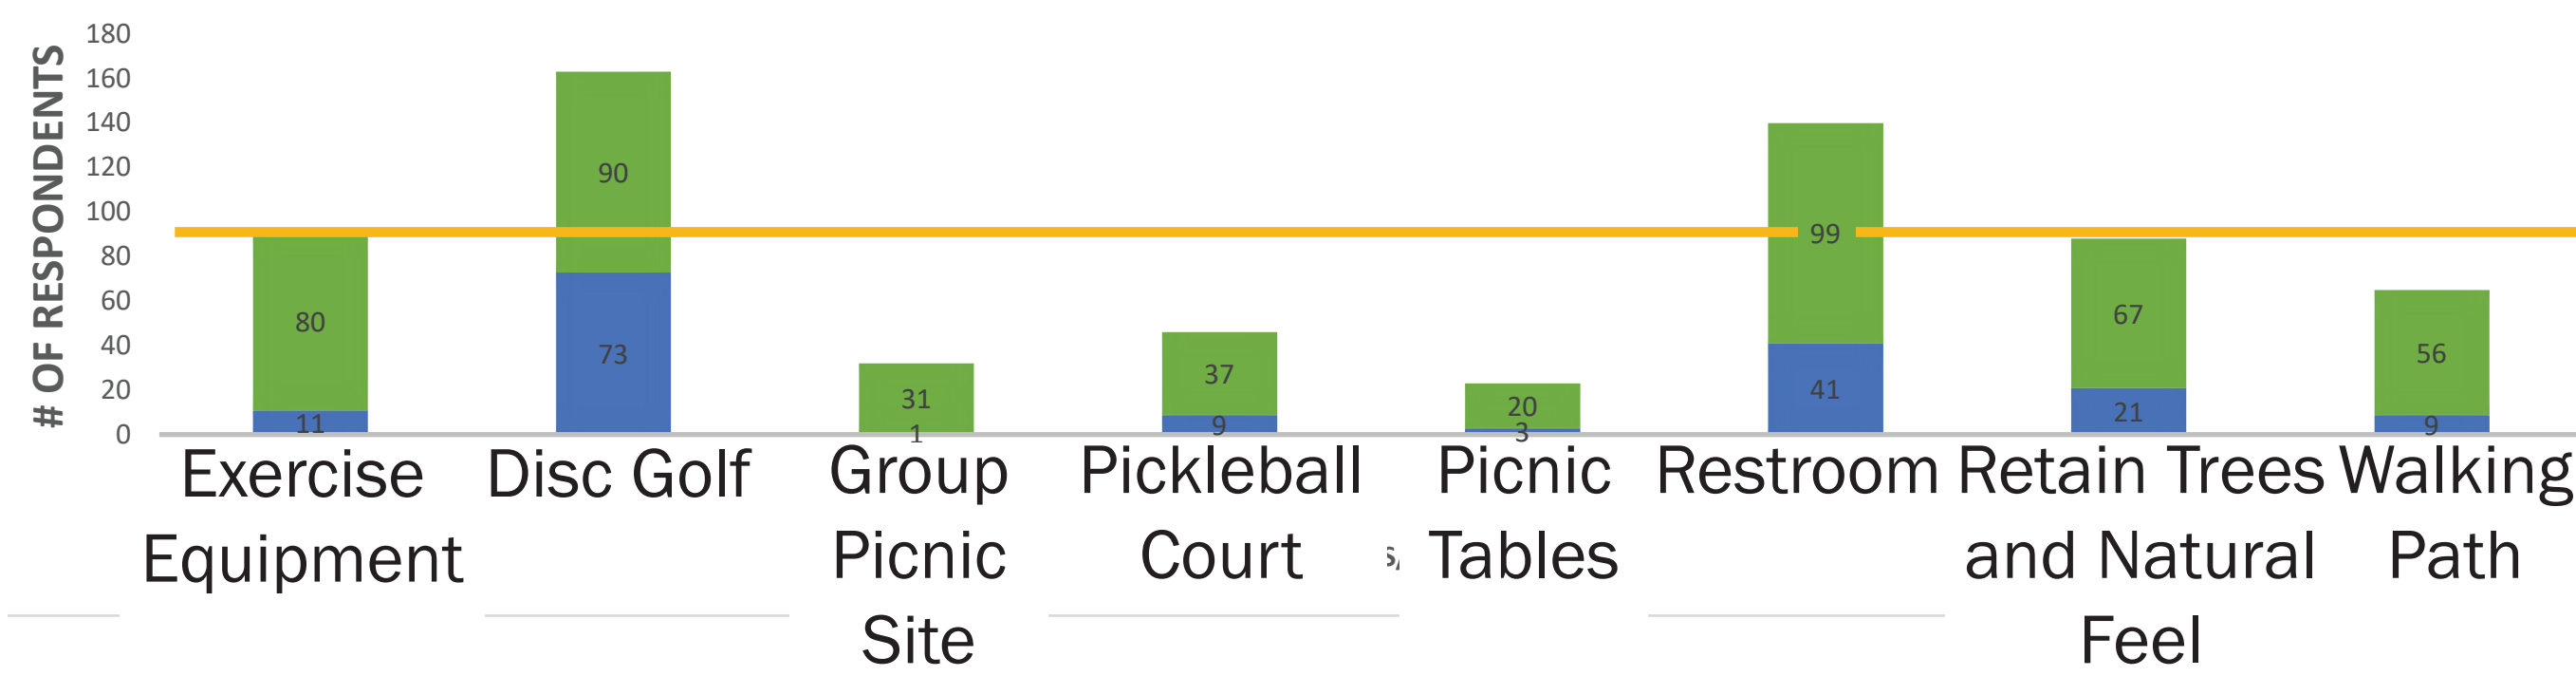 # OF RESPONDENTS
180
160
140
120
100
80
60
40
20
0
80
11
90
73
31
1
37
9
20
3
99
41
67
21
56
9
Exercise
Equipment
Disc Golf
Group
Picnic
Site
Pickleball
Court
Picnic
Tables
Restroom
Retain Trees
and Natural
Feel
Walking
Path